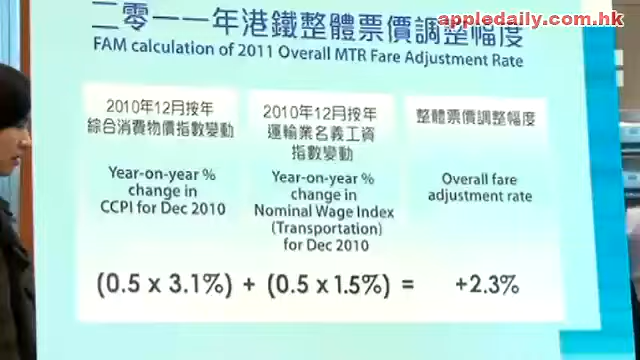 appledaily.com.hk
二零一一年港鐵整體票價調整幅度
FAM calculation of 2011 Overall MTR Fare Adjustment Rate
2010年12月按年
綜合消費物價指數變動
Year-on-year %
change in
CCPI for Dec 2010
2010年12月按年
運輸業名義工資
指數變動
Year-on-year %
change in
Nominal Wage Index
(Transportation)
for Dec 2010
整體票價調整幅度
Overall fare
adjustment rate
(0.5 x 3.1%) + (0.5 x 1.5%) = +2.3%